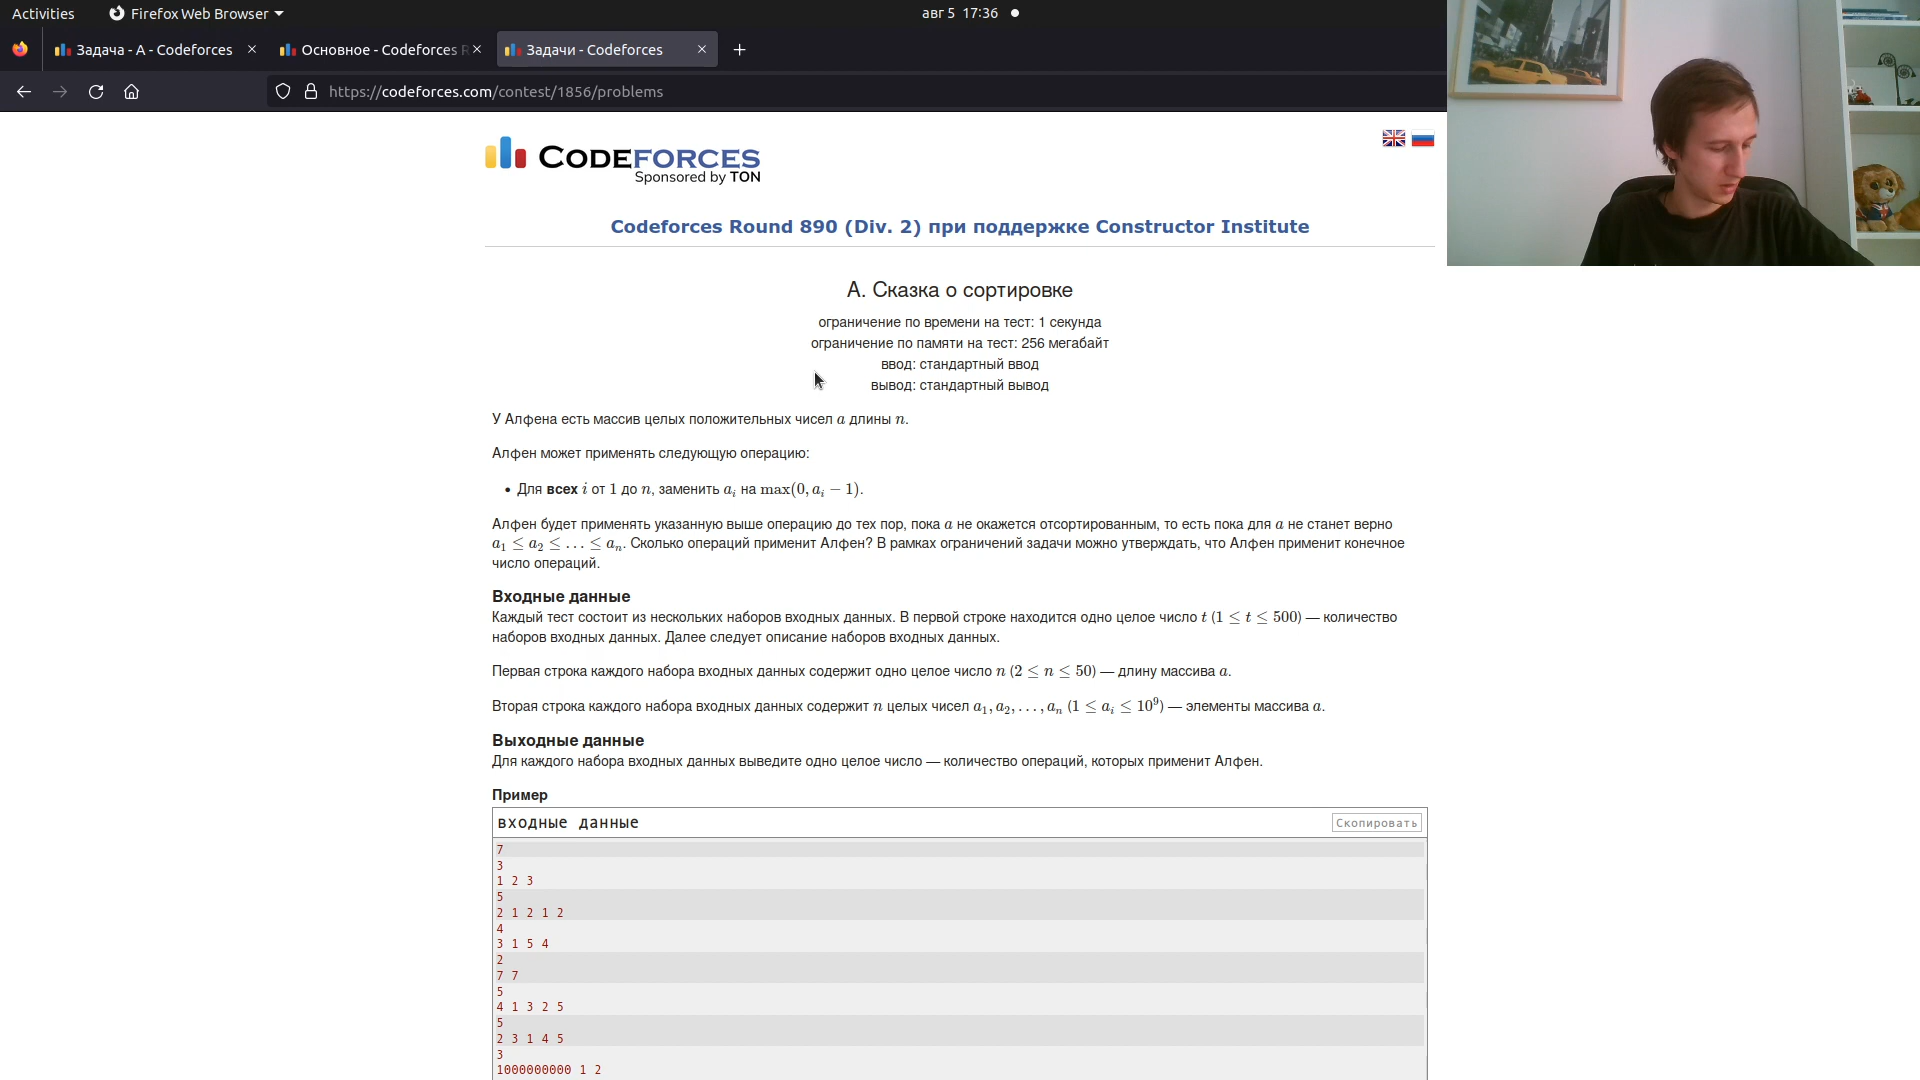 Activities
Firefox Web Browser
авг 5 17:36
Задача - A - Codeforces
Основное - Codeforces R
Задачи - Codeforces
https://codeforces.com/contest/1856/problems
CODEFORCES
Sponsored by TON
Codeforces Round 890 (Div. 2) при поддержке Constructor Institute
A. Сказка о сортировке
ограничение по времени на тест: 1 секунда
ограничение по памяти на тест: 256 мегабайт
ввод: стандартный ввод
вывод: стандартный вывод
У Алфена есть массив целых положительных чисел a длины n.
Алфен может применять следующую операцию:
• Для всех i от 1 до n, заменить a_i на max(0, a_i − 1).
Алфен будет применять указанную выше операцию до тех пор, пока a не окажется отсортированным, то есть пока для a не станет верно
a_1 ≤ a_2 ≤ … ≤ a_n. Сколько операций применит Алфен? В рамках ограничений задачи можно утверждать, что Алфен применит конечное
число операций.
Входные данные
Каждый тест состоит из нескольких наборов входных данных. В первой строке находится одно целое число t (1 ≤ t ≤ 500) — количество
наборов входных данных. Далее следует описание наборов входных данных.
Первая строка каждого набора входных данных содержит одно целое число n (2 ≤ n ≤ 50) — длину массива a.
Вторая строка каждого набора входных данных содержит n целых чисел a_1, a_2, …, a_n (1 ≤ a_i ≤ 10^9) — элементы массива a.
Выходные данные
Для каждого набора входных данных выведите одно целое число — количество операций, которых применит Алфен.
Пример
входные данные
Скопировать
7
3
1 2 3
5
2 1 2 1 2
4
3 1 5 4
2
7 7
5
4 1 3 2 5
5
2 3 1 4 5
3
1000000000 1 2